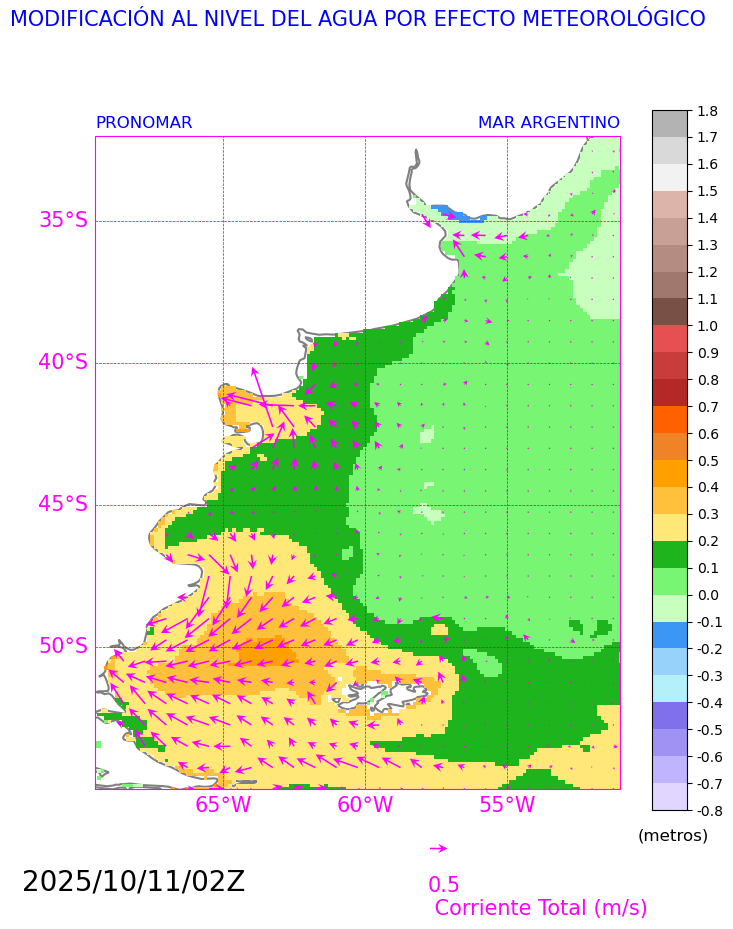 MODIFICACIÓN AL NIVEL DEL AGUA POR EFECTO METEOROLÓGICO
PRONOMAR MAR ARGENTINO
35°S
40°S
45°S
50°S
65°W 60°W 55°W
1.8
1.7
1.6
1.5
1.4
1.3
1.2
1.1
1.0
0.9
0.8
0.7
0.6
0.5
0.4
0.3
0.2
0.1
0.0
-0.1
-0.2
-0.3
-0.4
-0.5
-0.6
-0.7
-0.8
(metros)
2025/10/11/02Z
0.5
Corriente Total (m/s)